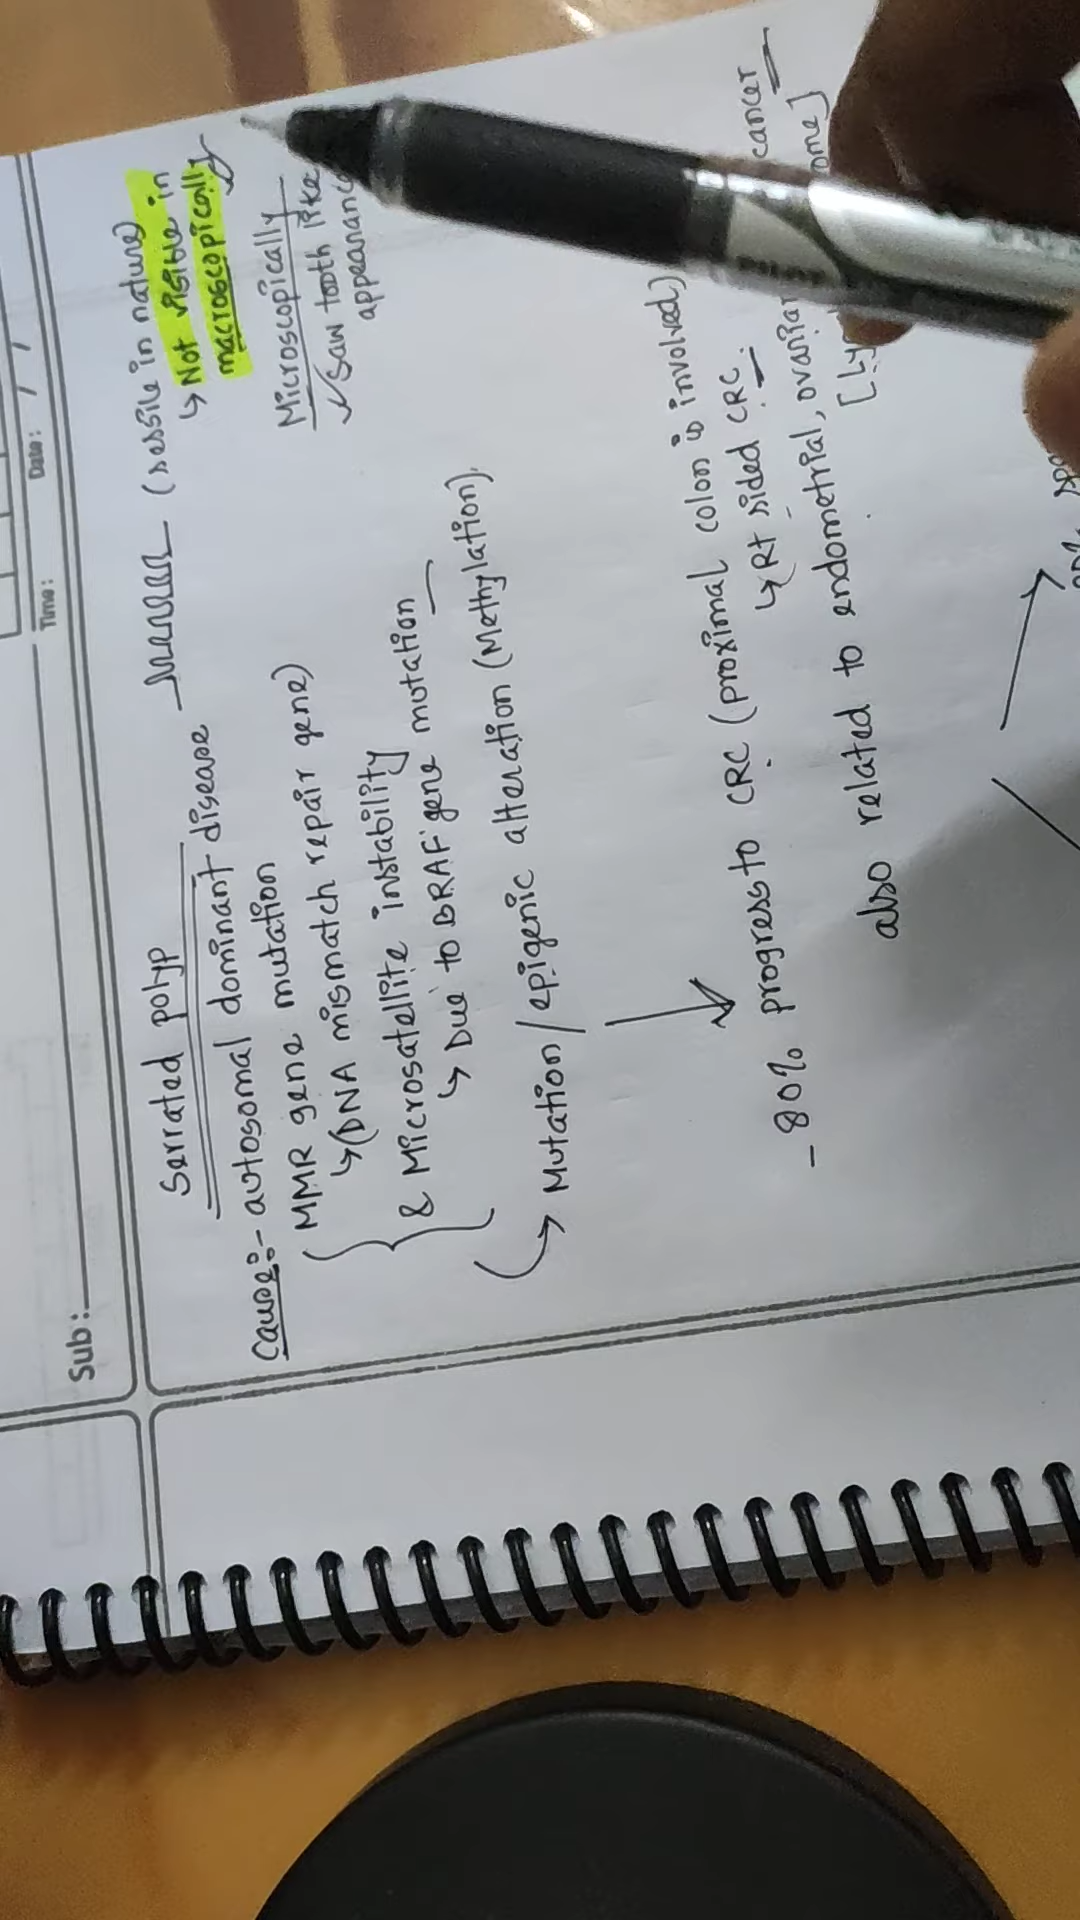 Sub:
Time:
Date: / /
Serrated polyp (sessile in nature)
↳ Not visible in
macroscopically
Cause:- autosomal dominant disease
MMR gene mutation
↳ (DNA mismatch repair gene)
& Microsatellite instability
↳ Due to BRAF gene mutation
Microscopically
✓ Saw tooth like
appearance
↳ Mutation / epigenic alteration (Methylation).
- 80% progress to CRC (proximal colon is involved)
↳ Rt sided CRC.
also related to endometrial, ovarian cancer